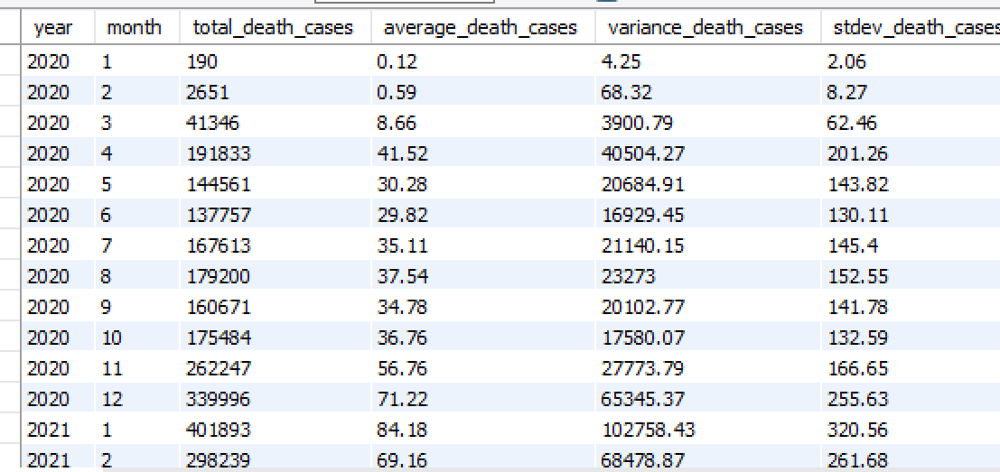 year month total_death_cases average_death_cases variance_death_cases stdev_death_cases
2020 1 190 0.12 4.25 2.06
2020 2 2651 0.59 68.32 8.27
2020 3 41346 8.66 3900.79 62.46
2020 4 191833 41.52 40504.27 201.26
2020 5 144561 30.28 20684.91 143.82
2020 6 137757 29.82 16929.45 130.11
2020 7 167613 35.11 21140.15 145.4
2020 8 179200 37.54 23273 152.55
2020 9 160671 34.78 20102.77 141.78
2020 10 175484 36.76 17580.07 132.59
2020 11 262247 56.76 27773.79 166.65
2020 12 339996 71.22 65345.37 255.63
2021 1 401893 84.18 102758.43 320.56
2021 2 298239 69.16 68478.87 261.68